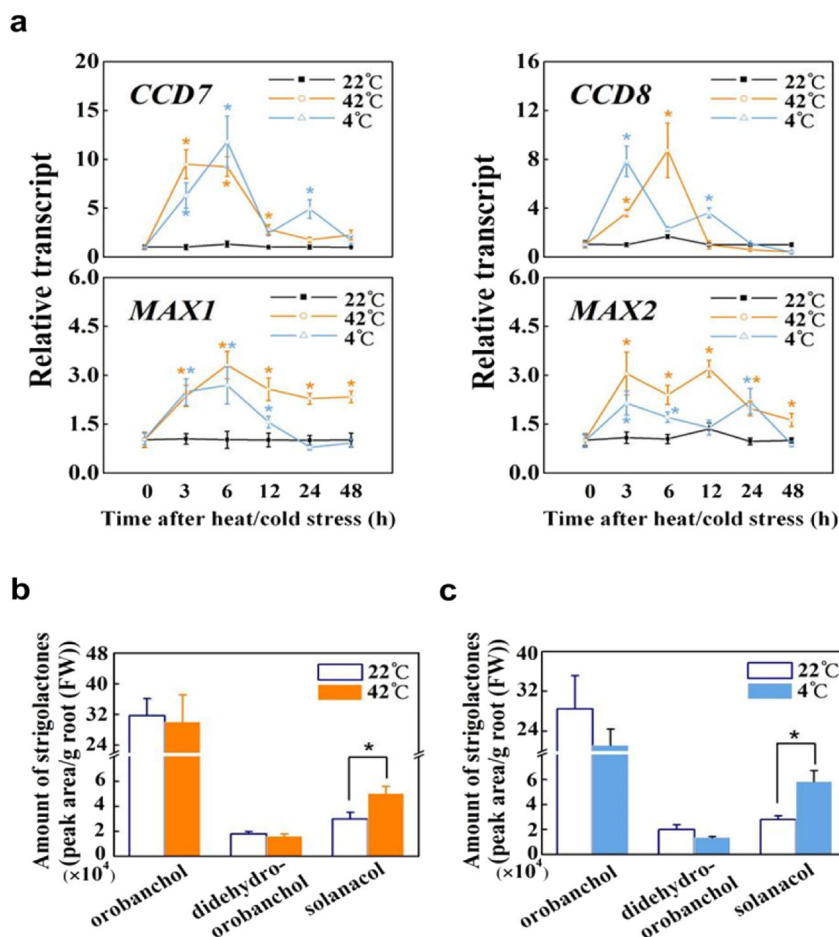 a
20
15
10
5
0
CCD7
22°C
42°C
4°C
16
12
8
4
0
CCD8
22°C
42°C
4°C
Relative transcript
Relative transcript
6.0
4.5
3.0
1.5
0.0
MAX1
22°C
42°C
4°C
6.0
4.5
3.0
1.5
0.0
MAX2
22°C
42°C
4°C
0 3 6 12 24 48
Time after heat/cold stress (h)
0 3 6 12 24 48
Time after heat/cold stress (h)
b
Amount of strigolactones
(peak area/g root (FW))
48
40
32
24
6
4
2
0
(×10⁴)
22°C
42°C
*
orobanchol
didehydro-
orobanchol
solanacol
c
Amount of strigolactones
(peak area/g root (FW))
40
32
24
6
4
2
0
(×10⁴)
22°C
4°C
*
orobanchol
didehydro-
orobanchol
solanacol